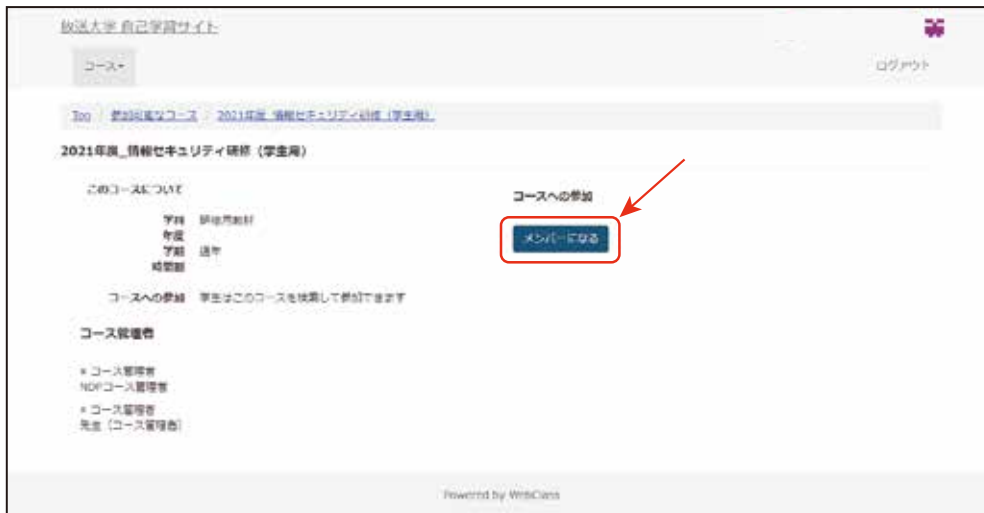 放送大学 自己学習サイト
コース
ログアウト
Top / 参加可能なコース / 2021年度_情報セキュリティ研修（学生用）
2021年度_情報セキュリティ研修（学生用）
このコースについて
コースへの参加
学科 研修用教材
年度
メンバーになる
学期 通年
時間割
コースへの参加 学生はこのコースを検索して参加できます
コース管理者
コース管理者
コース管理者
コース管理者
先生（コース管理者）
Powered by WebClass